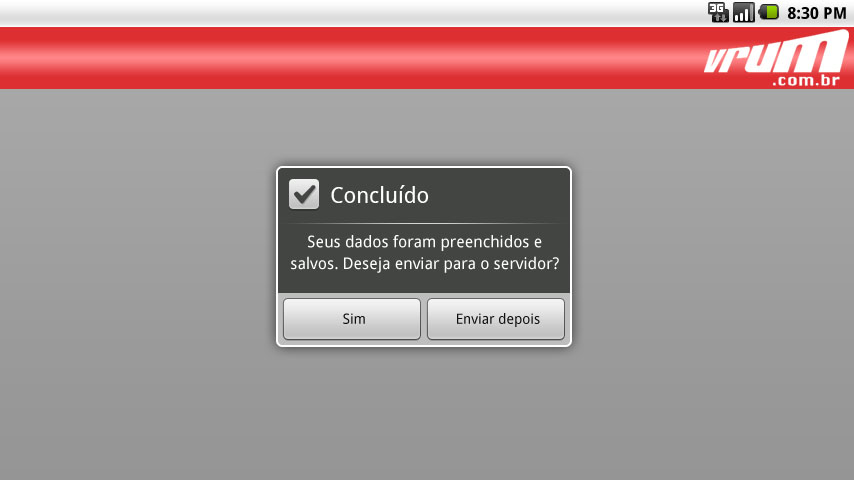 3G
8:30 PM
vrum
.com.br
Concluído
Seus dados foram preenchidos e
salvos. Deseja enviar para o servidor?
Sim
Enviar depois